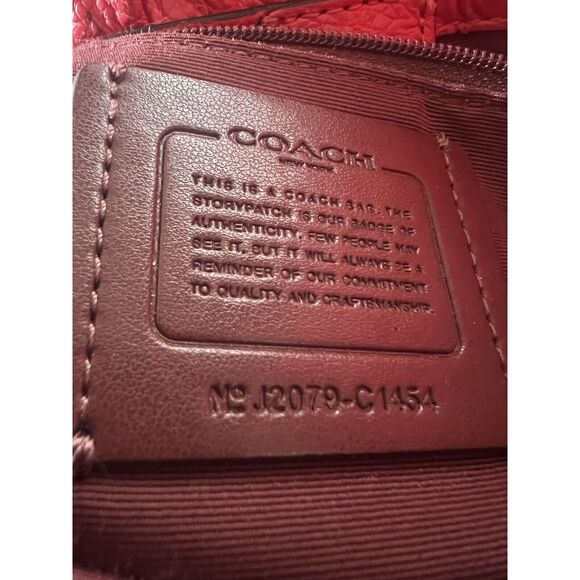 COACH
NEW YORK
THIS IS A COACH BAG. THE
STORYPATCH IS OUR BADGE OF
AUTHENTICITY. FEW PEOPLE MAY
SEE IT, BUT IT WILL ALWAYS BE A
REMINDER OF OUR COMMITMENT
TO QUALITY AND CRAFTSMANSHIP.
Nº J2079-C1454